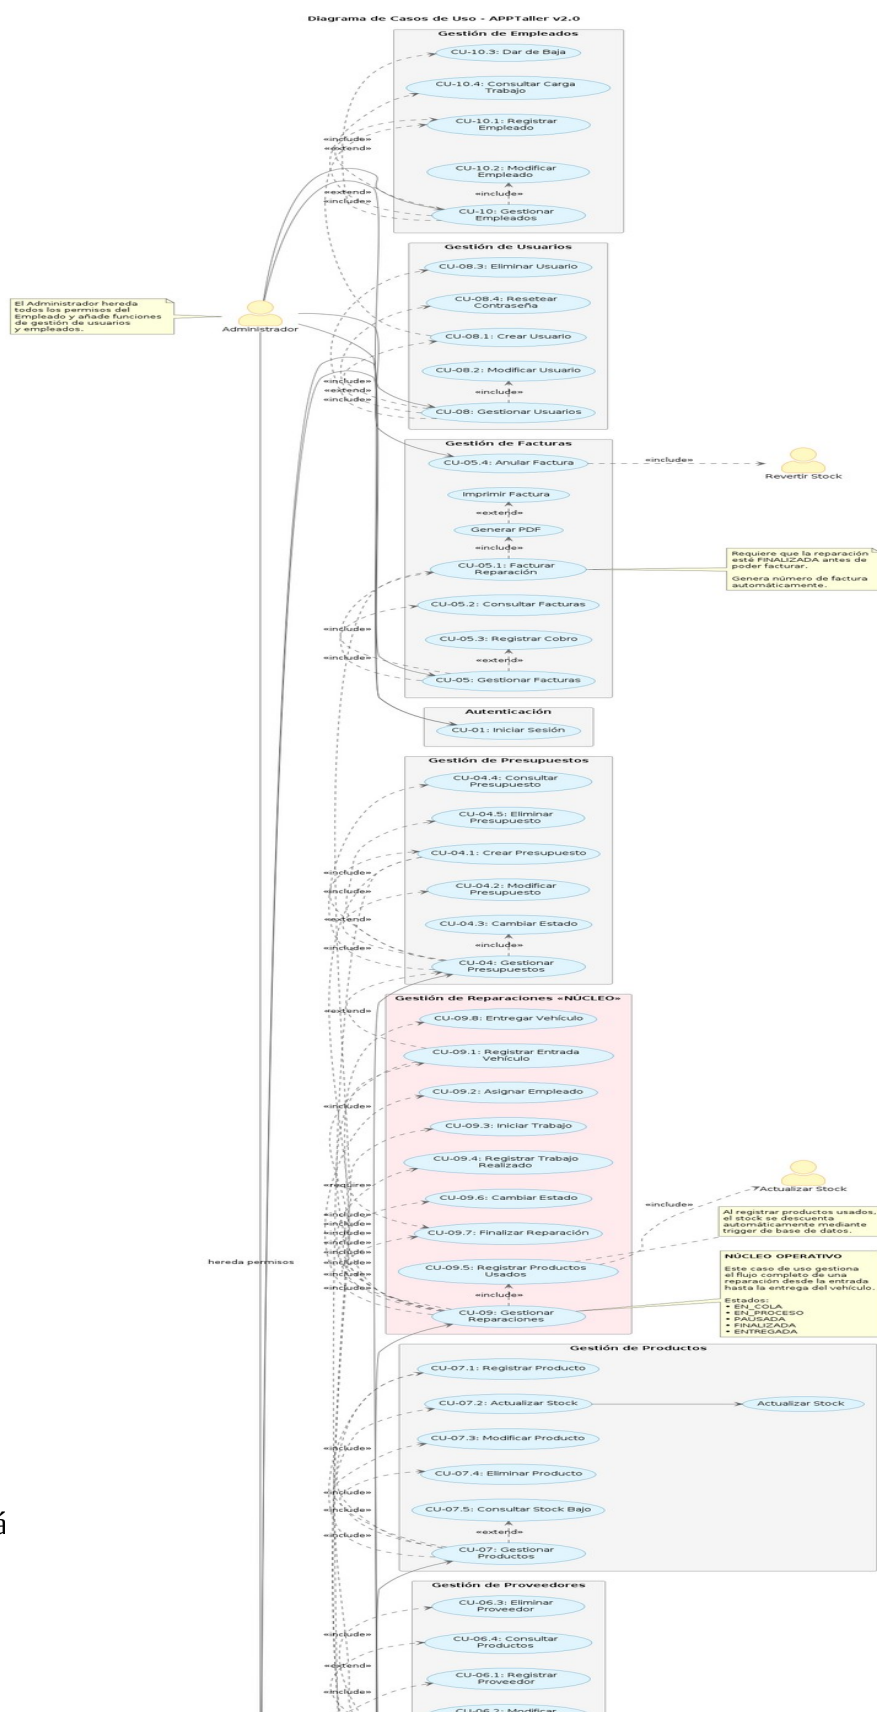 Diagrama de Casos de Uso - APPTaller v2.0
Gestión de Empleados
CU-10.3: Dar de Baja
CU-10.4: Consultar Carga
Trabajo
CU-10.1: Registrar
Empleado
«include»
«extend»
CU-10.2: Modificar
Empleado
«extend»
«include»
«include»
CU-10: Gestionar
Empleados
Gestión de Usuarios
CU-08.3: Eliminar Usuario
CU-08.4: Resetear
Contraseña
El Administrador hereda
todos los permisos del
Empleado y añade funciones
de gestión de usuarios
y empleados.
Administrador
CU-08.1: Crear Usuario
CU-08.2: Modificar Usuario
«include»
«extend»
«include»
«include»
CU-08: Gestionar Usuarios
Gestión de Facturas
CU-05.4: Anular Factura
«include»
Revertir Stock
Imprimir Factura
«extend»
Generar PDF
«include»
CU-05.1: Facturar
Reparación
Requiere que la reparación
esté FINALIZADA antes de
poder facturar.
Genera número de factura
automáticamente.
CU-05.2: Consultar Facturas
«include»
CU-05.3: Registrar Cobro
«include»
«extend»
CU-05: Gestionar Facturas
Autenticación
CU-01: Iniciar Sesión
Gestión de Presupuestos
CU-04.4: Consultar
Presupuesto
CU-04.5: Eliminar
Presupuesto
CU-04.1: Crear Presupuesto
«include»
«include»
CU-04.2: Modificar
Presupuesto
«extend»
CU-04.3: Cambiar Estado
«include»
«include»
CU-04: Gestionar
Presupuestos
Gestión de Reparaciones «NÚCLEO»
«extend»
CU-09.8: Entregar Vehículo
CU-09.1: Registrar Entrada
Vehículo
CU-09.2: Asignar Empleado
«include»
CU-09.3: Iniciar Trabajo
CU-09.4: Registrar Trabajo
Realizado
«require»
Actualizar Stock
CU-09.6: Cambiar Estado
«include»
«include»
«include»
«include»
CU-09.7: Finalizar Reparación
«include»
«include»
Al registrar productos usados,
el stock se descuenta
automáticamente mediante
trigger de base de datos.
hereda permisos
CU-09.5: Registrar Productos
Usados
«include»
«include»
«include»
CU-09: Gestionar
Reparaciones
NÚCLEO OPERATIVO
Este caso de uso gestiona
el flujo completo de una
reparación desde la entrada
hasta la entrega del vehículo.
Estados:
• EN_COLA
• EN_PROCESO
• PAUSADA
• FINALIZADA
• ENTREGADA
Gestión de Productos
CU-07.1: Registrar Producto
CU-07.2: Actualizar Stock
Actualizar Stock
CU-07.3: Modificar Producto
«include»
CU-07.4: Eliminar Producto
«include»
CU-07.5: Consultar Stock Bajo
«include»
á
«include»
«extend»
CU-07: Gestionar
Productos
Gestión de Proveedores
CU-06.3: Eliminar
Proveedor
«include»
CU-06.4: Consultar
Productos
«extend»
CU-06.1: Registrar
Proveedor
«include»
CU-06.2: Modificar